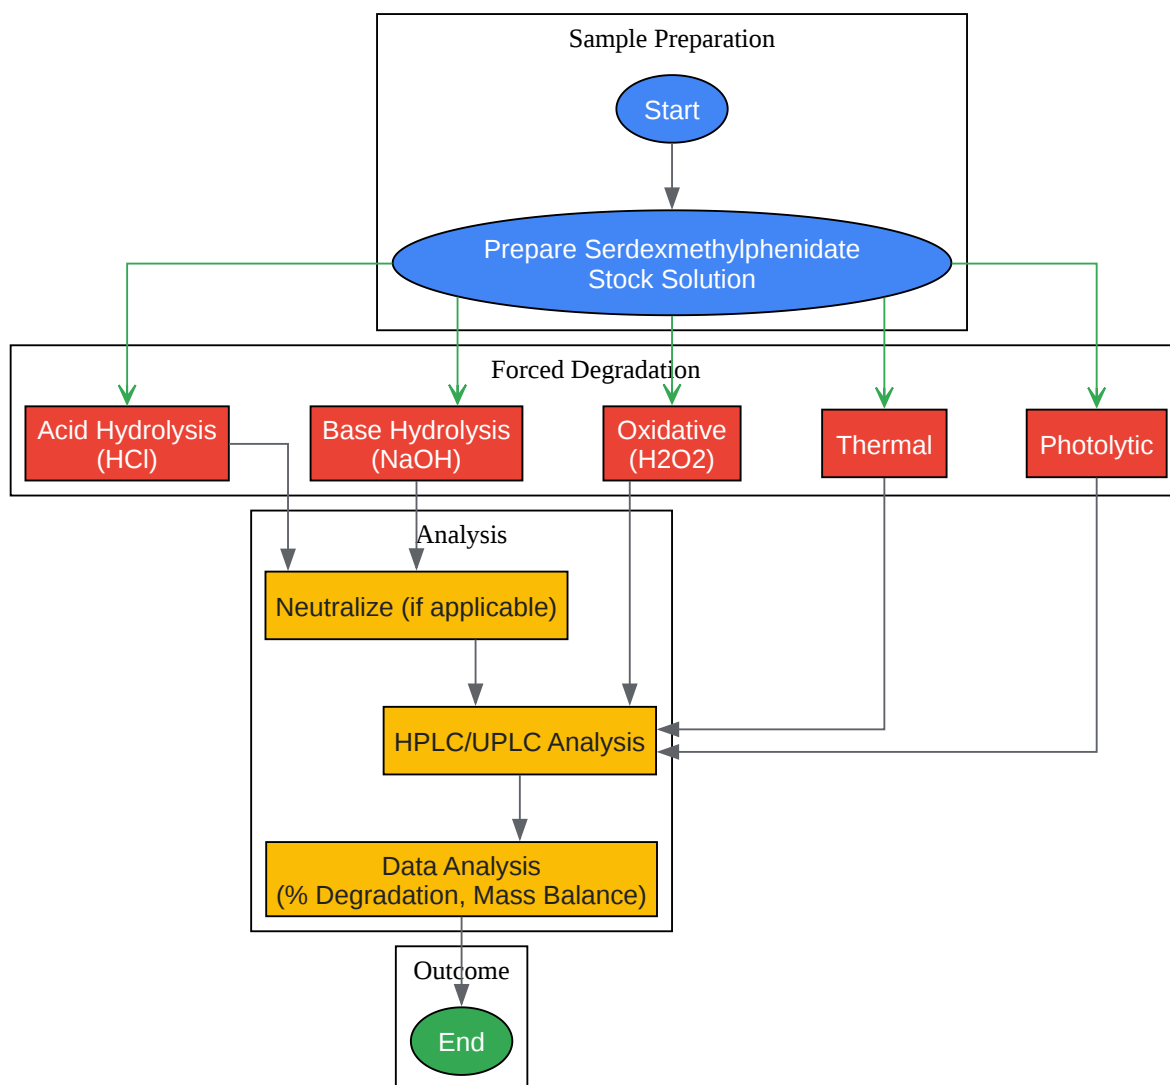 Sample Preparation
Start
Prepare Serdexmethylphenidate
Stock Solution
Forced Degradation
Acid Hydrolysis
(HCl)
Base Hydrolysis
(NaOH)
Oxidative
(H2O2)
Thermal
Photolytic
Analysis
Neutralize (if applicable)
HPLC/UPLC Analysis
Data Analysis
(% Degradation, Mass Balance)
Outcome
End